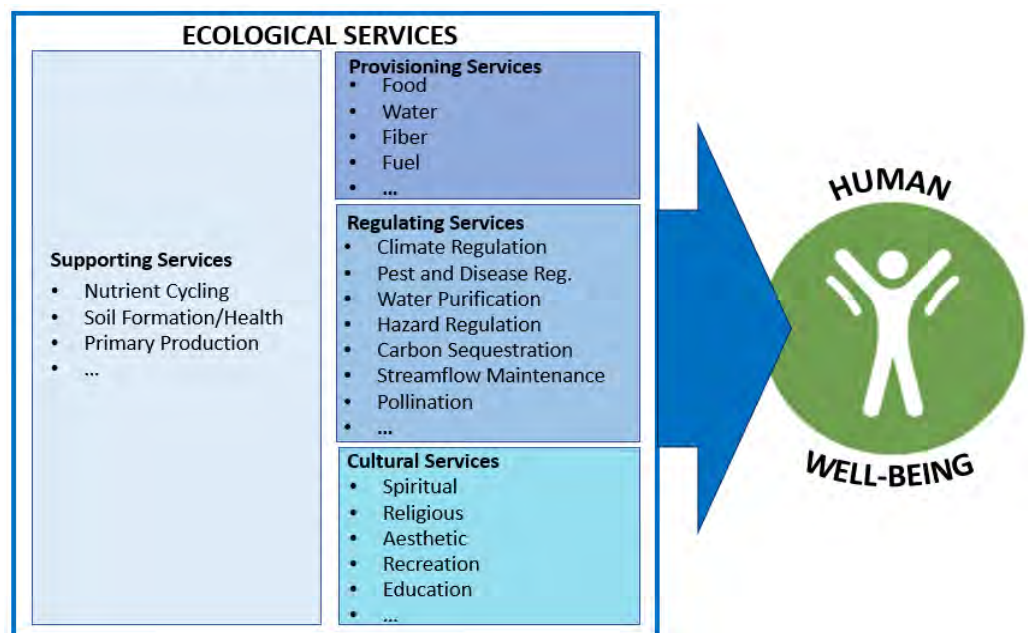 ECOLOGICAL SERVICES
Supporting Services
• Nutrient Cycling
• Soil Formation/Health
• Primary Production
• ...
Provisioning Services
• Food
• Water
• Fiber
• Fuel
• ...
Regulating Services
• Climate Regulation
• Pest and Disease Reg.
• Water Purification
• Hazard Regulation
• Carbon Sequestration
• Streamflow Maintenance
• Pollination
• ...
Cultural Services
• Spiritual
• Religious
• Aesthetic
• Recreation
• Education
• ...
HUMAN
WELL-BEING